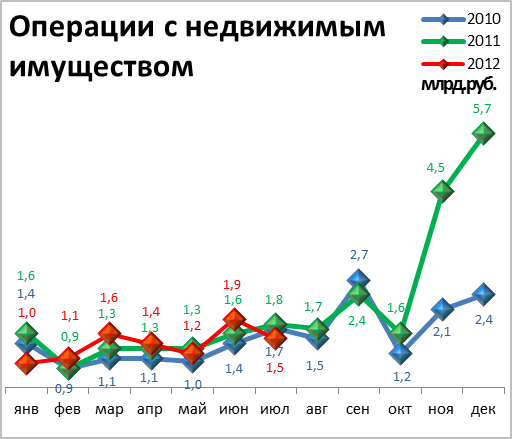 Операции с недвижимым
имуществом
2010
2011
2012
млрд.руб.
5,7
4,5
2,7
1,6 1,4 1,0
1,1 0,9 0,9
1,6 1,3 1,1
1,4 1,3 1,1
1,3 1,2 1,0
1,9 1,6 1,4
1,8 1,7 1,5
1,7 1,5
2,4
1,6 1,2
2,1
2,4
янв фев мар апр май июн июл авг сен окт ноя дек